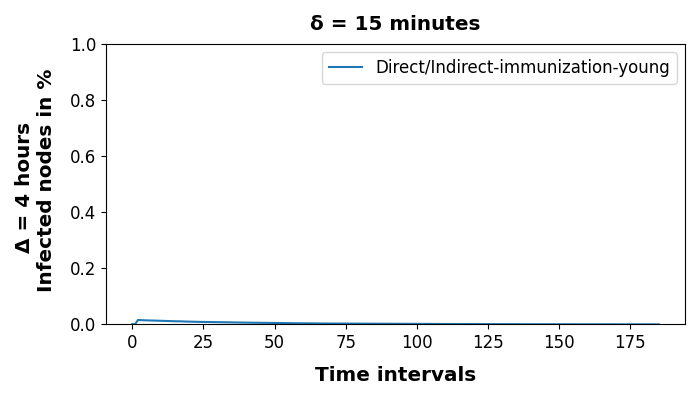 δ = 15 minutes
Δ = 4 hours
Infected nodes in %
1.0
0.8
0.6
0.4
0.2
0.0
Direct/Indirect-immunization-young
0 25 50 75 100 125 150 175
Time intervals